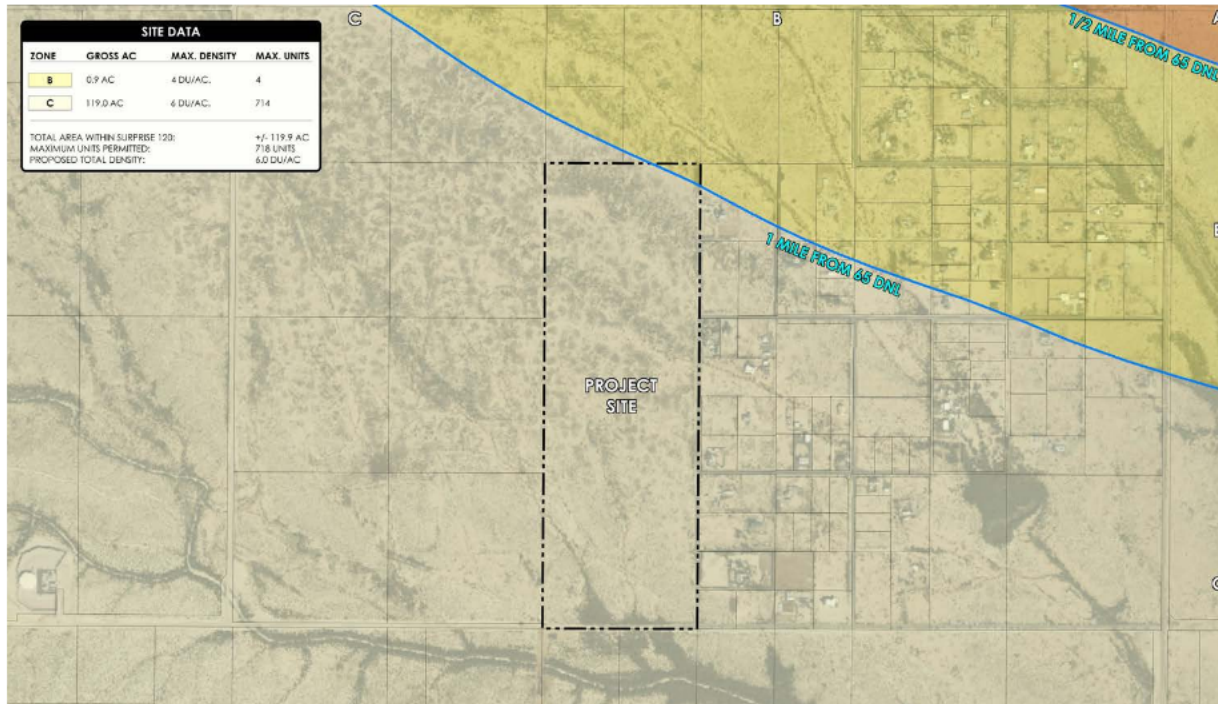 SITE DATA
ZONE GROSS AC MAX. DENSITY MAX. UNITS
B 0.9 AC 4 DU/AC. 4
C 119.0 AC 6 DU/AC. 714
TOTAL AREA WITHIN SURPRISE 120: +/- 119.9 AC
MAXIMUM UNITS PERMITTED: 718 UNITS
PROPOSED TOTAL DENSITY: 6.0 DU/AC
C
B
A
1/2 MILE FROM 65 DNL
1 MILE FROM 65 DNL
PROJECT
SITE